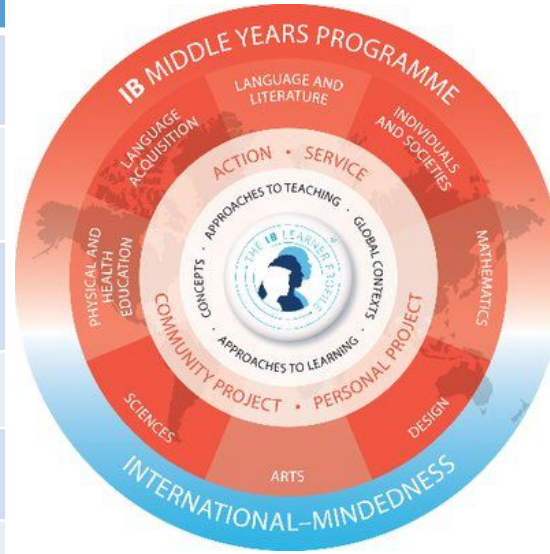 IB MIDDLE YEARS PROGRAMME
LANGUAGE AND
LITERATURE
LANGUAGE
ACQUISITION
INDIVIDUALS
AND SOCIETIES
PHYSICAL AND
HEALTH
EDUCATION
MATHEMATICS
SCIENCES
ARTS
DESIGN
ACTION • SERVICE
COMMUNITY PROJECT • PERSONAL PROJECT
APPROACHES TO TEACHING • GLOBAL CONTEXTS
CONCEPTS • APPROACHES TO LEARNING
THE IB LEARNER PROFILE
INTERNATIONAL–MINDEDNESS